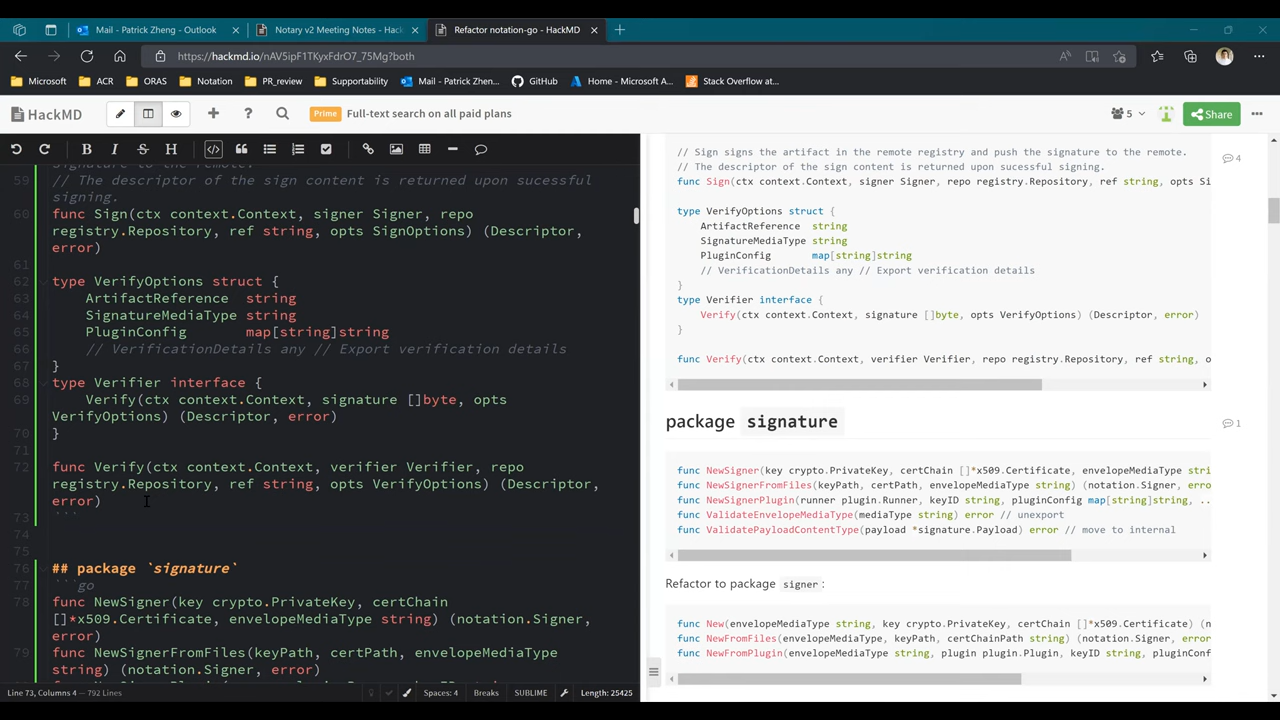 Mail - Patrick Zheng - Outlook
Notary v2 Meeting Notes - Hac
Refactor notation-go - HackMD
https://hackmd.io/nAV5ipF1TKyxFdrO7_75Mg?both
Microsoft
ACR
ORAS
Notation
PR_review
Supportability
Mail - Patrick Zhen...
GitHub
Home - Microsoft A...
Stack Overflow at...
HackMD
Prime
Full-text search on all paid plans
5
Share
59
// The descriptor of the sign content is returned upon sucessful
signing.
60 func Sign(ctx context.Context, signer Signer, repo
registry.Repository, ref string, opts SignOptions) (Descriptor,
error)
61
62 type VerifyOptions struct {
63 ArtifactReference string
64 SignatureMediaType string
65 PluginConfig map[string]string
66 // VerificationDetails any // Export verification details
67 }
68 type Verifier interface {
69 Verify(ctx context.Context, signature []byte, opts
VerifyOptions) (Descriptor, error)
70 }
71
72 func Verify(ctx context.Context, verifier Verifier, repo
registry.Repository, ref string, opts VerifyOptions) (Descriptor,
error)
73 ```
74
75
76 ## package `signature`
77 ```go
78 func NewSigner(key crypto.PrivateKey, certChain
[]*x509.Certificate, envelopeMediaType string) (notation.Signer,
error)
79 func NewSignerFromFiles(keyPath, certPath, envelopeMediaType
string) (notation.Signer, error)
Line 73, Columns 4 — 792 Lines
Spaces: 4
Breaks
SUBLIME
Length: 25425
// Sign signs the artifact in the remote registry and push the signature to the remote.
// The descriptor of the sign content is returned upon sucessful signing.
func Sign(ctx context.Context, signer Signer, repo registry.Repository, ref string, opts Si
type VerifyOptions struct {
ArtifactReference string
SignatureMediaType string
PluginConfig map[string]string
// VerificationDetails any // Export verification details
}
type Verifier interface {
Verify(ctx context.Context, signature []byte, opts VerifyOptions) (Descriptor, error)
}
func Verify(ctx context.Context, verifier Verifier, repo registry.Repository, ref string, o
4
package signature
1
func NewSigner(key crypto.PrivateKey, certChain []*x509.Certificate, envelopeMediaType stri
func NewSignerFromFiles(keyPath, certPath, envelopeMediaType string) (notation.Signer, erro
func NewSignerPlugin(runner plugin.Runner, keyID string, pluginConfig map[string]string, ..
func ValidateEnvelopeMediaType(mediaType string) error // unexport
func ValidatePayloadContentType(payload *signature.Payload) error // move to internal
Refactor to package signer :
func New(envelopeMediaType string, key crypto.PrivateKey, certChain []*x509.Certificate) (n
func NewFromFiles(envelopeMediaType, keyPath, certChainPath string) (notation.Signer, error
func NewFromPlugin(envelopeMediaType string, plugin plugin.Plugin, keyID string, pluginConf